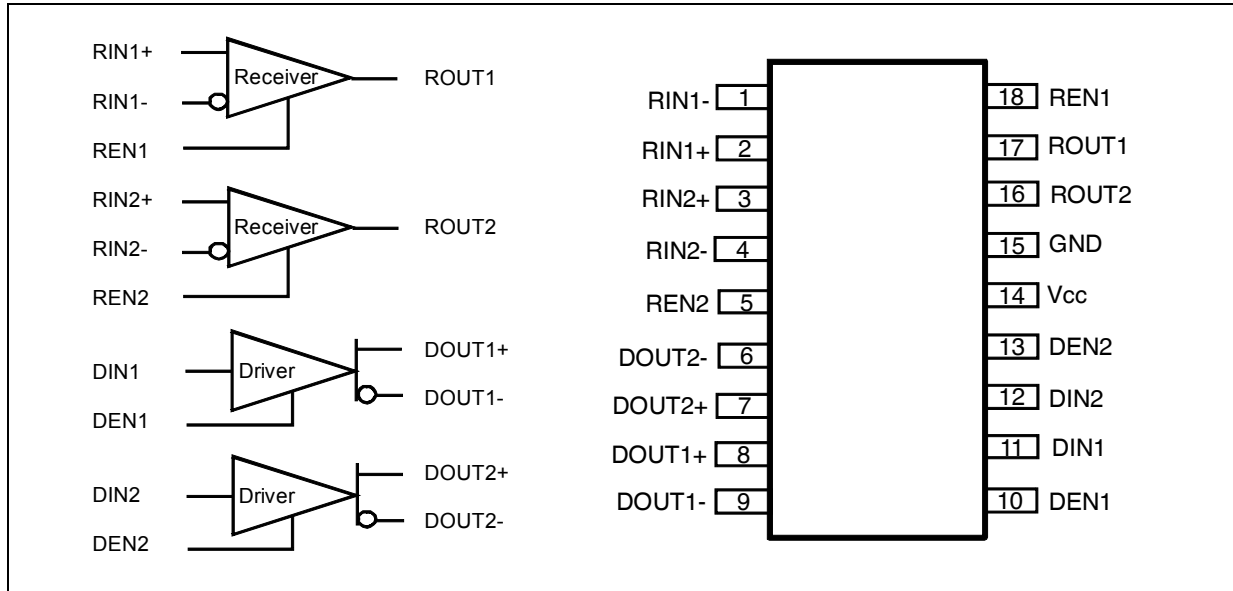 RIN1+
RIN1-
REN1
Receiver
ROUT1
RIN2+
RIN2-
REN2
Receiver
ROUT2
DIN1
DEN1
Driver
DOUT1+
DOUT1-
DIN2
DEN2
Driver
DOUT2+
DOUT2-
RIN1- 1
RIN1+ 2
RIN2+ 3
RIN2- 4
REN2 5
DOUT2- 6
DOUT2+ 7
DOUT1+ 8
DOUT1- 9
18 REN1
17 ROUT1
16 ROUT2
15 GND
14 Vcc
13 DEN2
12 DIN2
11 DIN1
10 DEN1